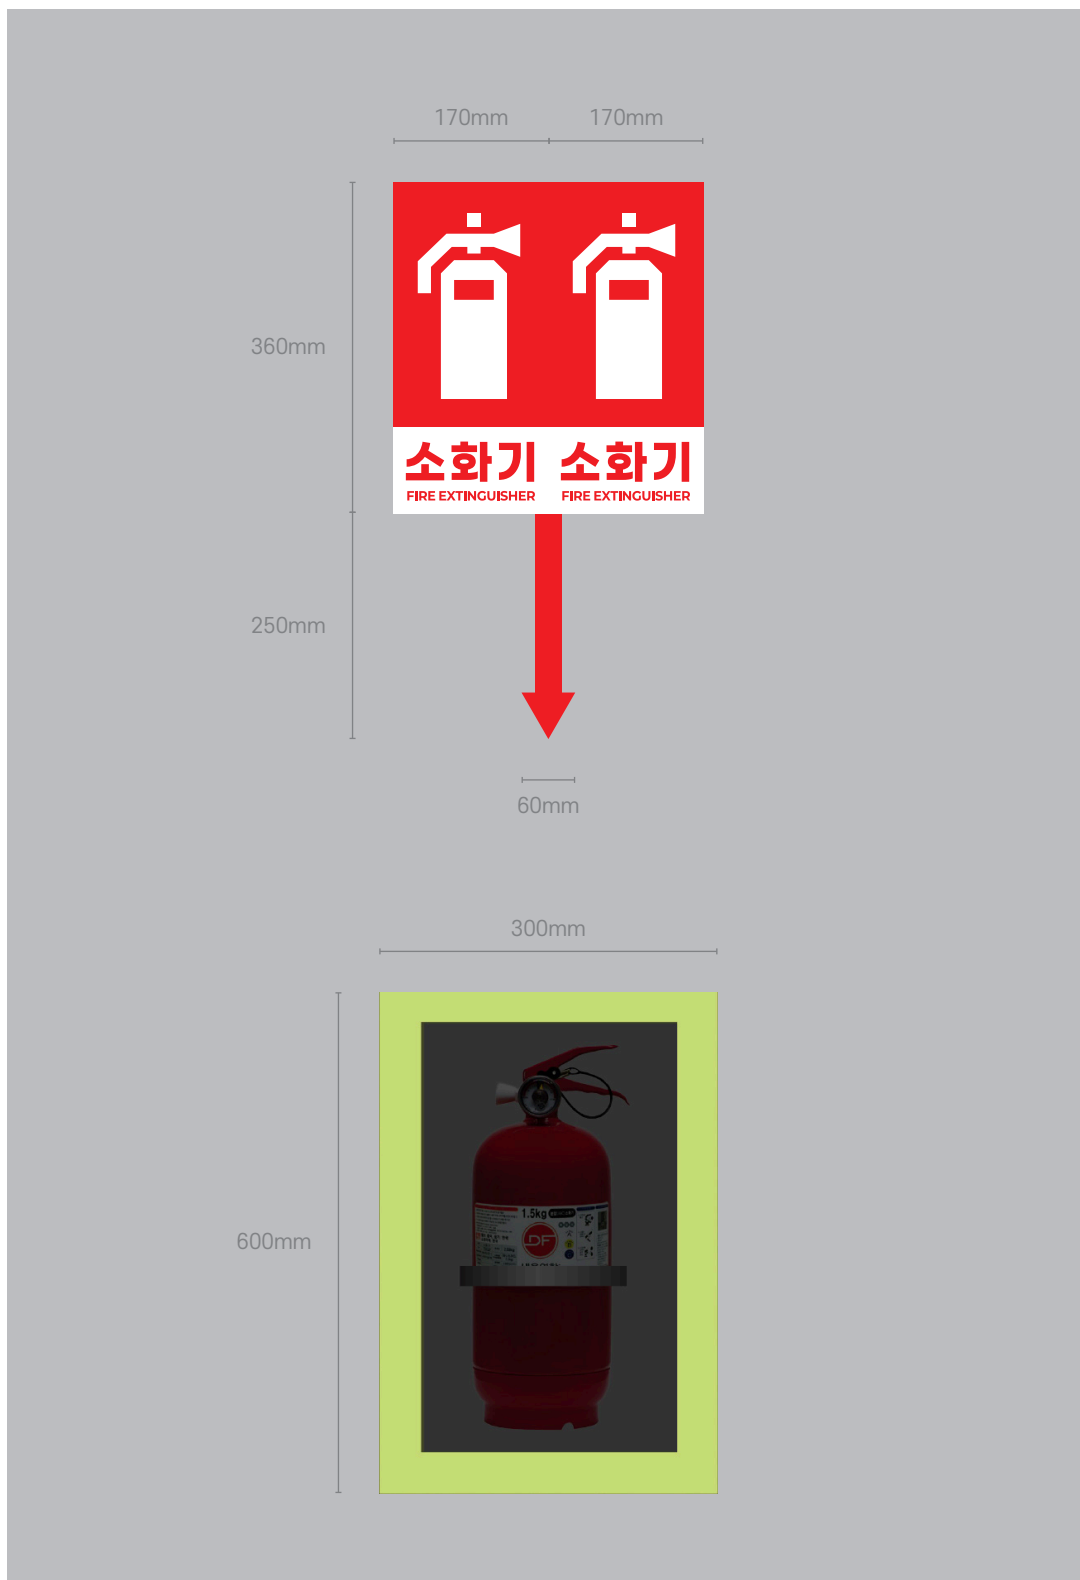 170mm 170mm
360mm
소화기 소화기
FIRE EXTINGUISHER FIRE EXTINGUISHER
250mm
60mm
300mm
600mm
1.5kg
DF